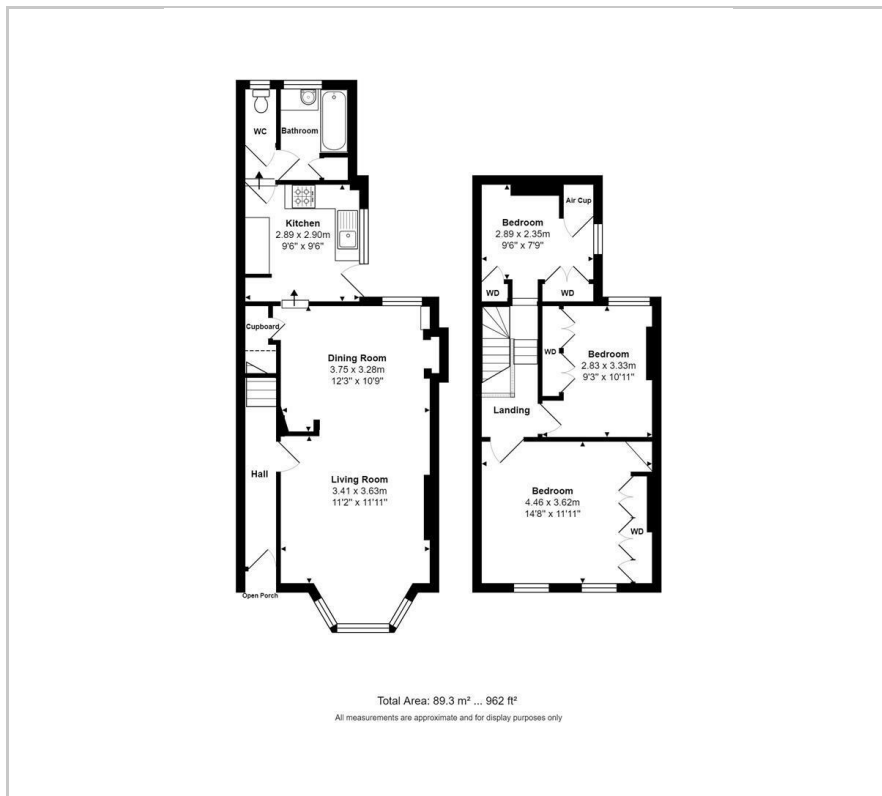 WC
Bathroom
Kitchen
2.89 x 2.90m
9'6" x 9'6"
Cupboard
Dining Room
3.75 x 3.28m
12'3" x 10'9"
Hall
Living Room
3.41 x 3.63m
11'2" x 11'11"
Open Porch
Air Cup
Bedroom
2.89 x 2.35m
9'6" x 7'9"
WD
WD
WD
Bedroom
2.83 x 3.33m
9'3" x 10'11"
Landing
Bedroom
4.46 x 3.62m
14'8" x 11'11"
WD
Total Area: 89.3 m² ... 962 ft²
All measurements are approximate and for display purposes only